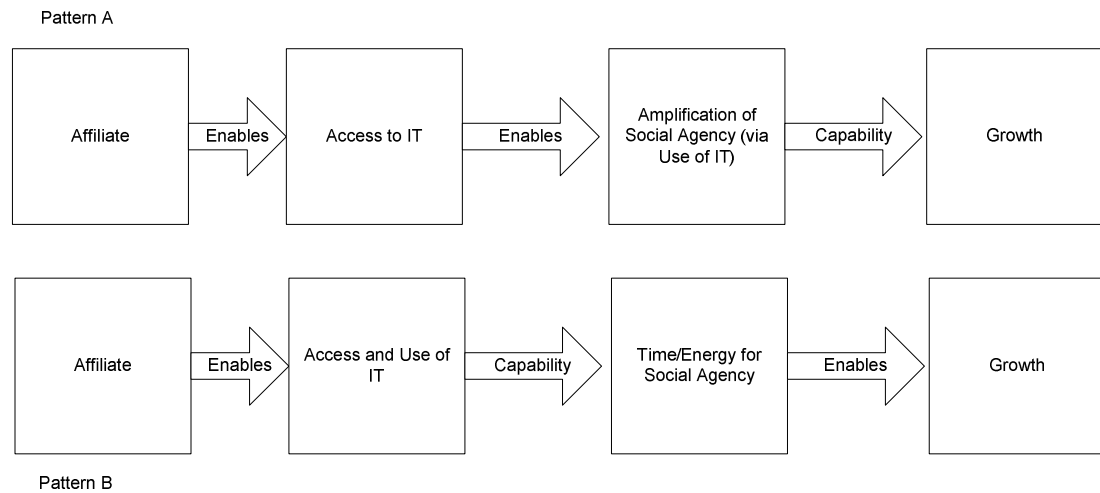 Pattern A
Affiliate
Enables
Access to IT
Enables
Amplification of
Social Agency (via
Use of IT)
Capability
Growth
Affiliate
Enables
Access and Use of
IT
Capability
Time/Energy for
Social Agency
Enables
Growth
Pattern B